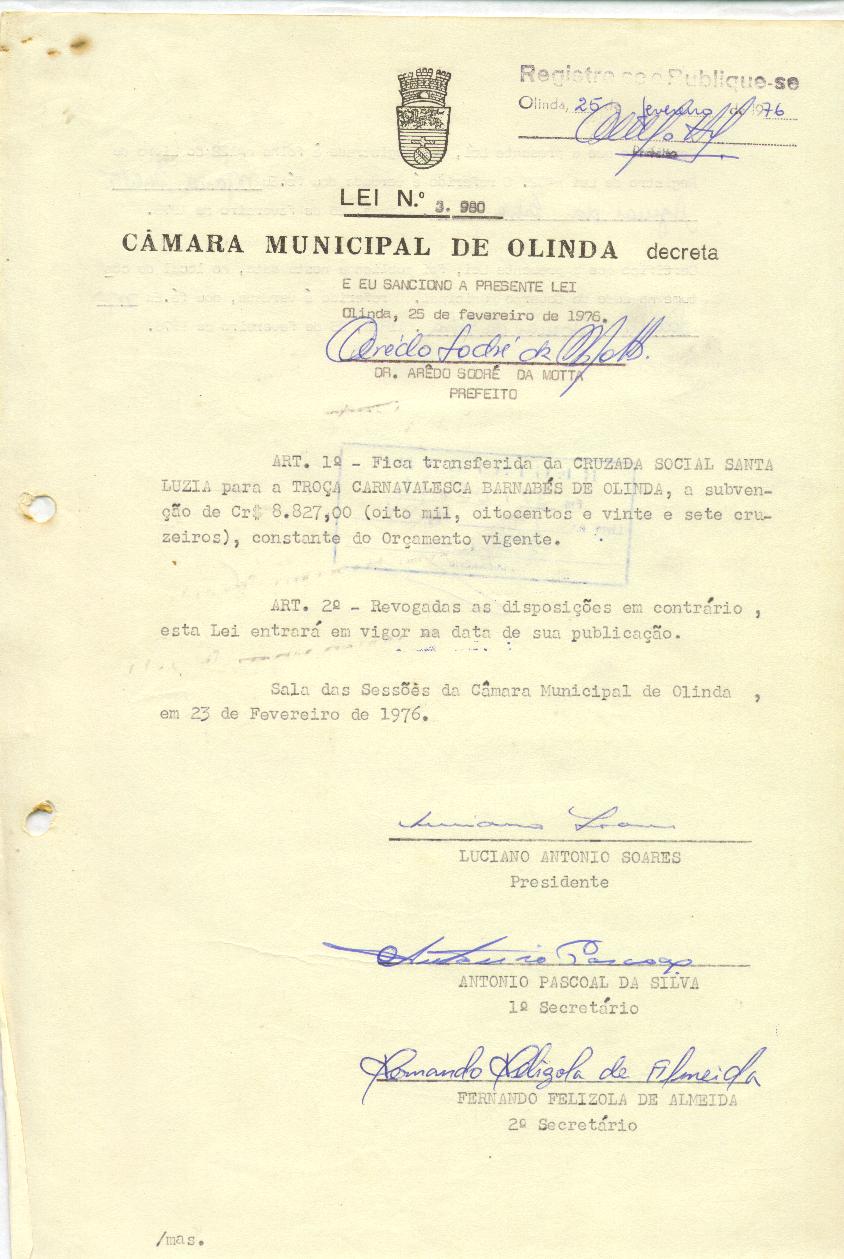 Registre-se e Publique-se
Olinda, 25 de fevereiro de 1976
Prefeito
LEI N.º 3.980
CÂMARA MUNICIPAL DE OLINDA decreta
E EU SANCIONO A PRESENTE LEI
Olinda, 25 de fevereiro de 1976.
Arêdo Sodré da Motta.
DR. ARÊDO SODRÉ DA MOTTA
PREFEITO
ART. 1º - Fica transferida da CRUZADA SOCIAL SANTA
LUZIA para a TROÇA CARNAVALESCA BARNABÉS DE OLINDA, a subven-
ção de Cr$ 8.827,00 (oito mil, oitocentos e vinte e sete cru-
zeiros), constante do Orçamento vigente.
ART. 2º - Revogadas as disposições em contrário ,
esta Lei entrará em vigor na data de sua publicação.
Sala das Sessões da Câmara Municipal de Olinda ,
em 23 de Fevereiro de 1976.
Luciano Soares
LUCIANO ANTONIO SOARES
Presidente
Antonio Pascoal
ANTONIO PASCOAL DA SILVA
1º Secretário
Fernando Felizola de Almeida
FERNANDO FELIZOLA DE ALMEIDA
2º Secretário
/mas.